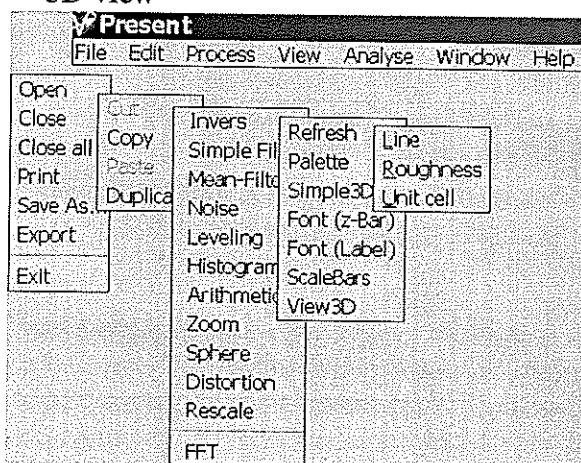 3D View
Present
File Edit Process View Analyse Window Help
Open
Close
Close all
Print
Save As..
Export
Exit
Cut
Copy
Paste
Duplica
Invers
Simple Fil
Mean-Filte
Noise
Leveling
Histogram
Arithmetic
Zoom
Sphere
Distortion
Rescale
FFT
Refresh
Palette
Simple3D
Font (z-Bar)
Font (Label)
ScaleBars
View3D
Line
Roughness
Unit cell